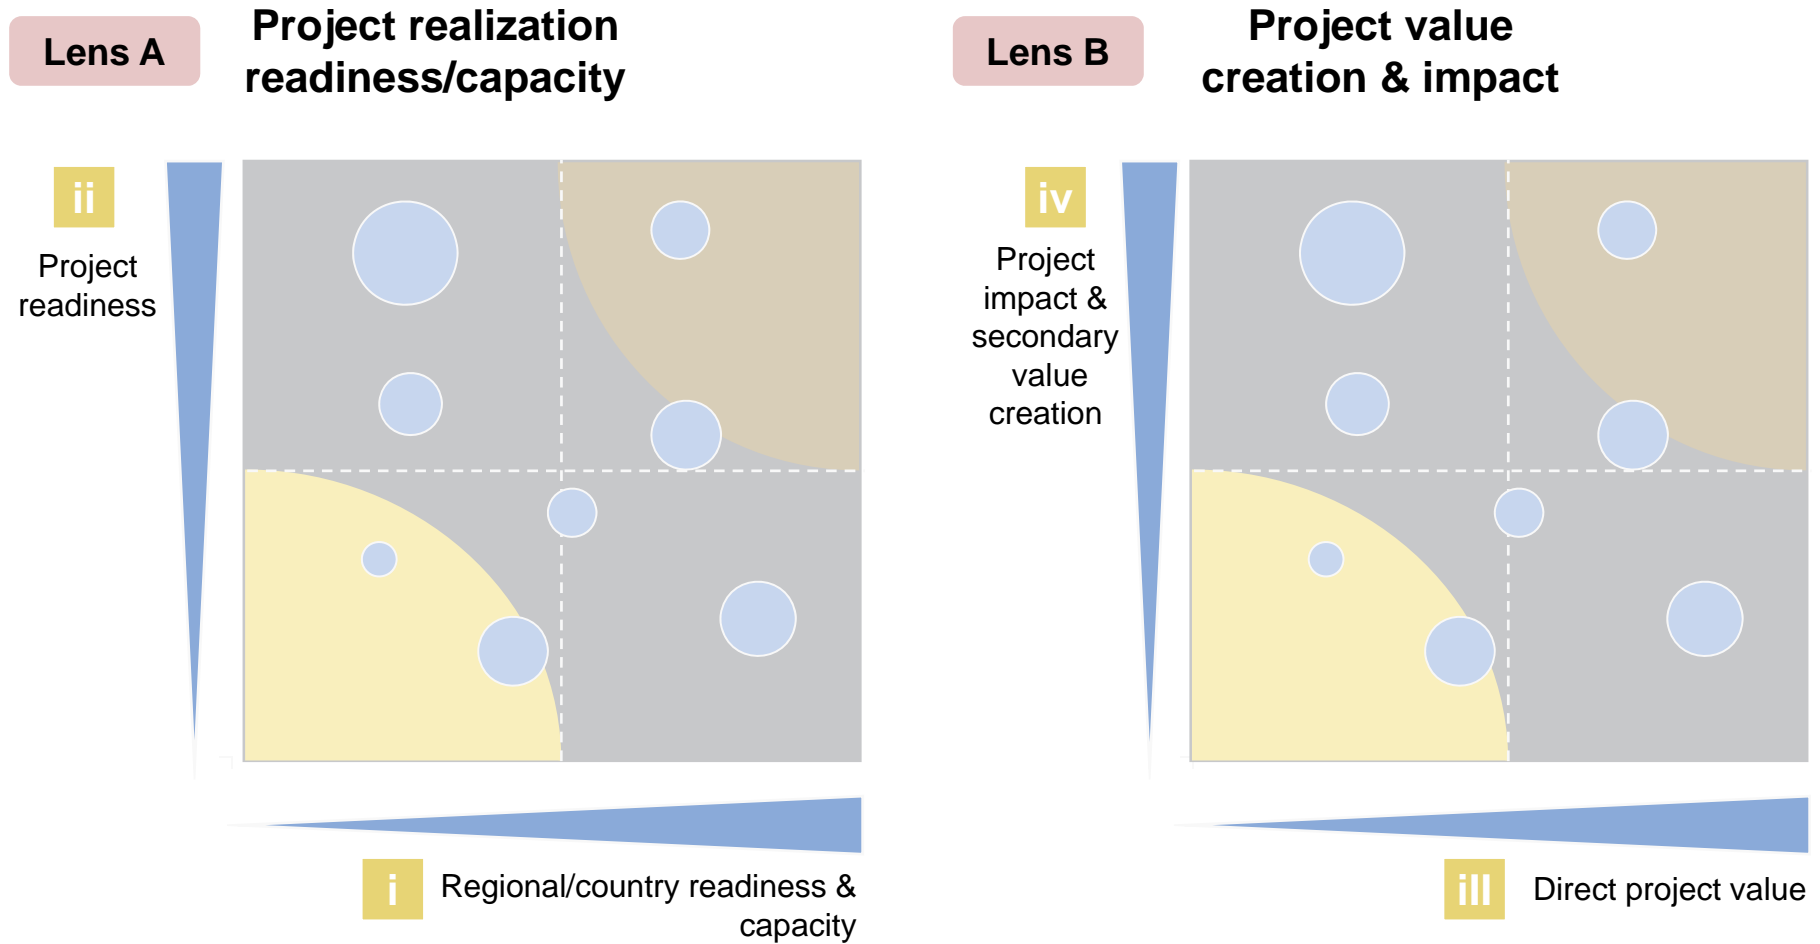 Lens A
Project realization
readiness/capacity
ii
Project
readiness
i
Regional/country readiness &
capacity
Lens B
Project value
creation & impact
iv
Project
impact &
secondary
value
creation
ill
Direct project value